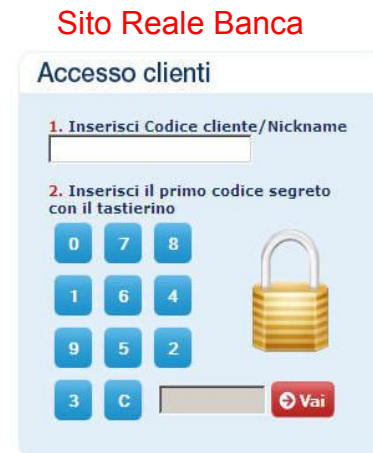 Sito Reale Banca
Accesso clienti
1. Inserisci Codice cliente/Nickname
2. Inserisci il primo codice segreto
con il tastierino
0 7 8
1 6 4
9 5 2
3 C Vai